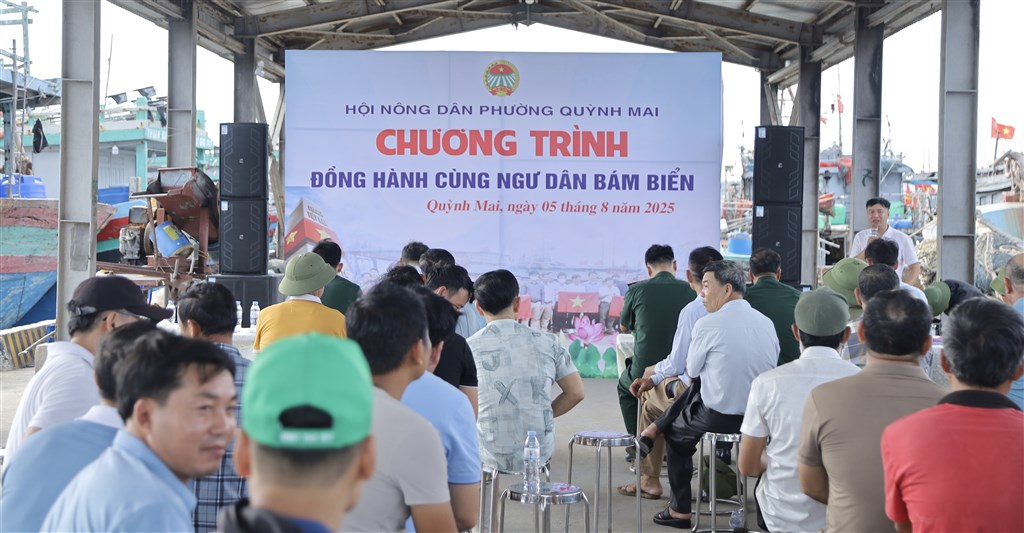 HỘI NÔNG DÂN PHƯỜNG QUỲNH MAI
CHƯƠNG TRÌNH
ĐỒNG HÀNH CÙNG NGƯ DÂN BÁM BIỂN
Quỳnh Mai, ngày 05 tháng 8 năm 2025
J
X